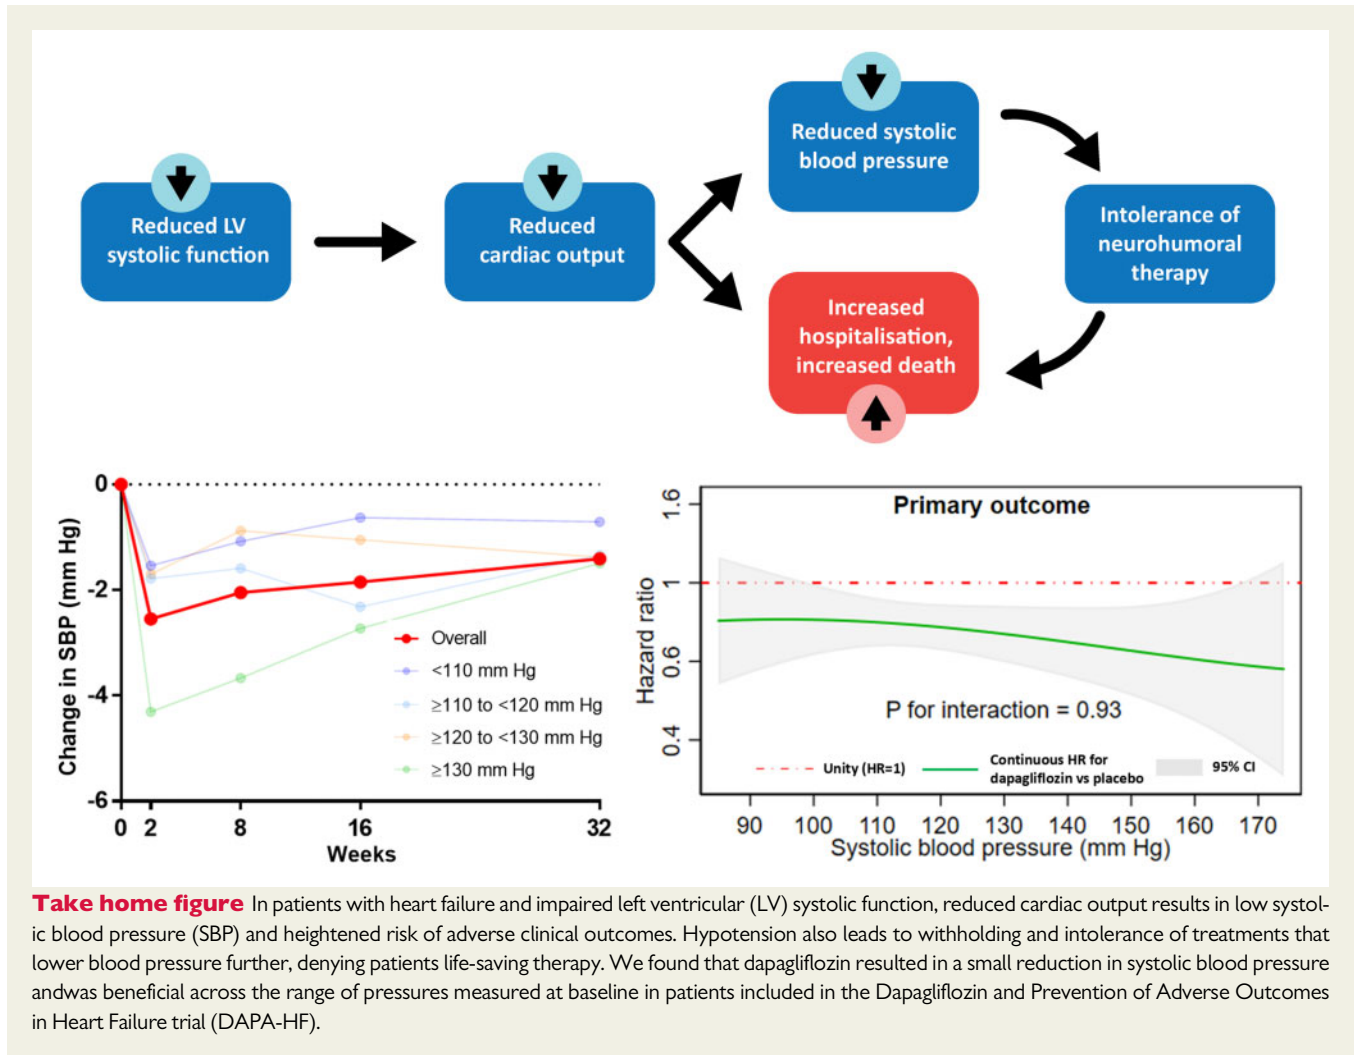 Reduced LV
systolic function
Reduced
cardiac output
Reduced systolic
blood pressure
Intolerance of
neurohumoral
therapy
Increased
hospitalisation,
increased death
Change in SBP (mm Hg)
0
-2
-4
-6
Overall
<110 mm Hg
≥110 to <120 mm Hg
≥120 to <130 mm Hg
≥130 mm Hg
0 2 8 16 32
Weeks
Primary outcome
Hazard ratio
1.6
1
0.6
0.4
P for interaction = 0.93
Unity (HR=1)
Continuous HR for
dapagliflozin vs placebo
95% CI
90 100 110 120 130 140 150 160 170
Systolic blood pressure (mm Hg)
Take home figure In patients with heart failure and impaired left ventricular (LV) systolic function, reduced cardiac output results in low systol-
ic blood pressure (SBP) and heightened risk of adverse clinical outcomes. Hypotension also leads to withholding and intolerance of treatments that
lower blood pressure further, denying patients life-saving therapy. We found that dapagliflozin resulted in a small reduction in systolic blood pressure
andwas beneficial across the range of pressures measured at baseline in patients included in the Dapagliflozin and Prevention of Adverse Outcomes
in Heart Failure trial (DAPA-HF).